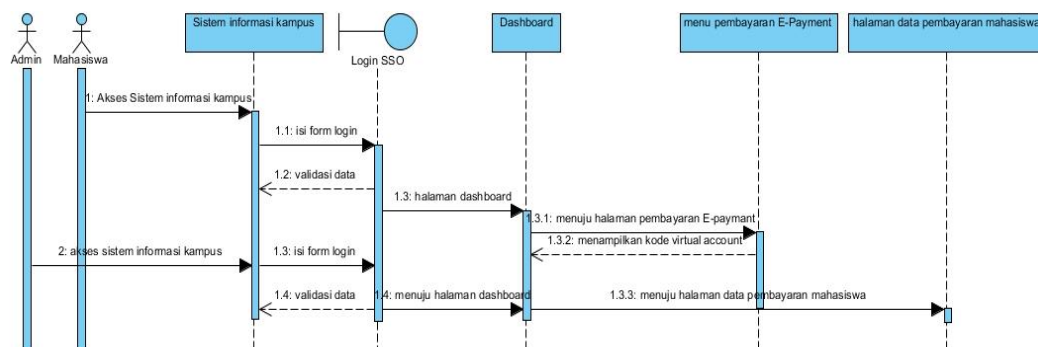 Sistem informasi kampus
Dashboard
menu pembayaran E-Payment
halaman data pembayaran mahasiswa
Admin
Mahasiswa
Login SSO
1: Akses Sistem informasi kampus
1.1: isi form login
1.2: validasi data
1.3: halaman dashboard
1.3.1: menuju halaman pembayaran E-paymant
1.3.2: menampilkan kode virtual account
2: akses sistem informasi kampus
1.3: isi form login
1.4: validasi data
1.4: menuju halaman dashboard
1.3.3: menuju halaman data pembayaran mahasiswa